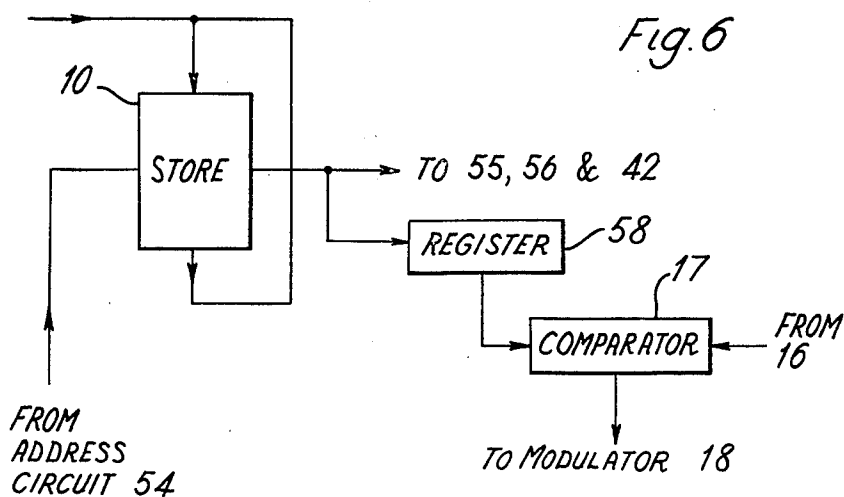 Fig. 6
10
STORE
TO 55, 56 & 42
REGISTER
58
17
COMPARATOR
FROM
16
FROM
ADDRESS
CIRCUIT 54
TO MODULATOR 18